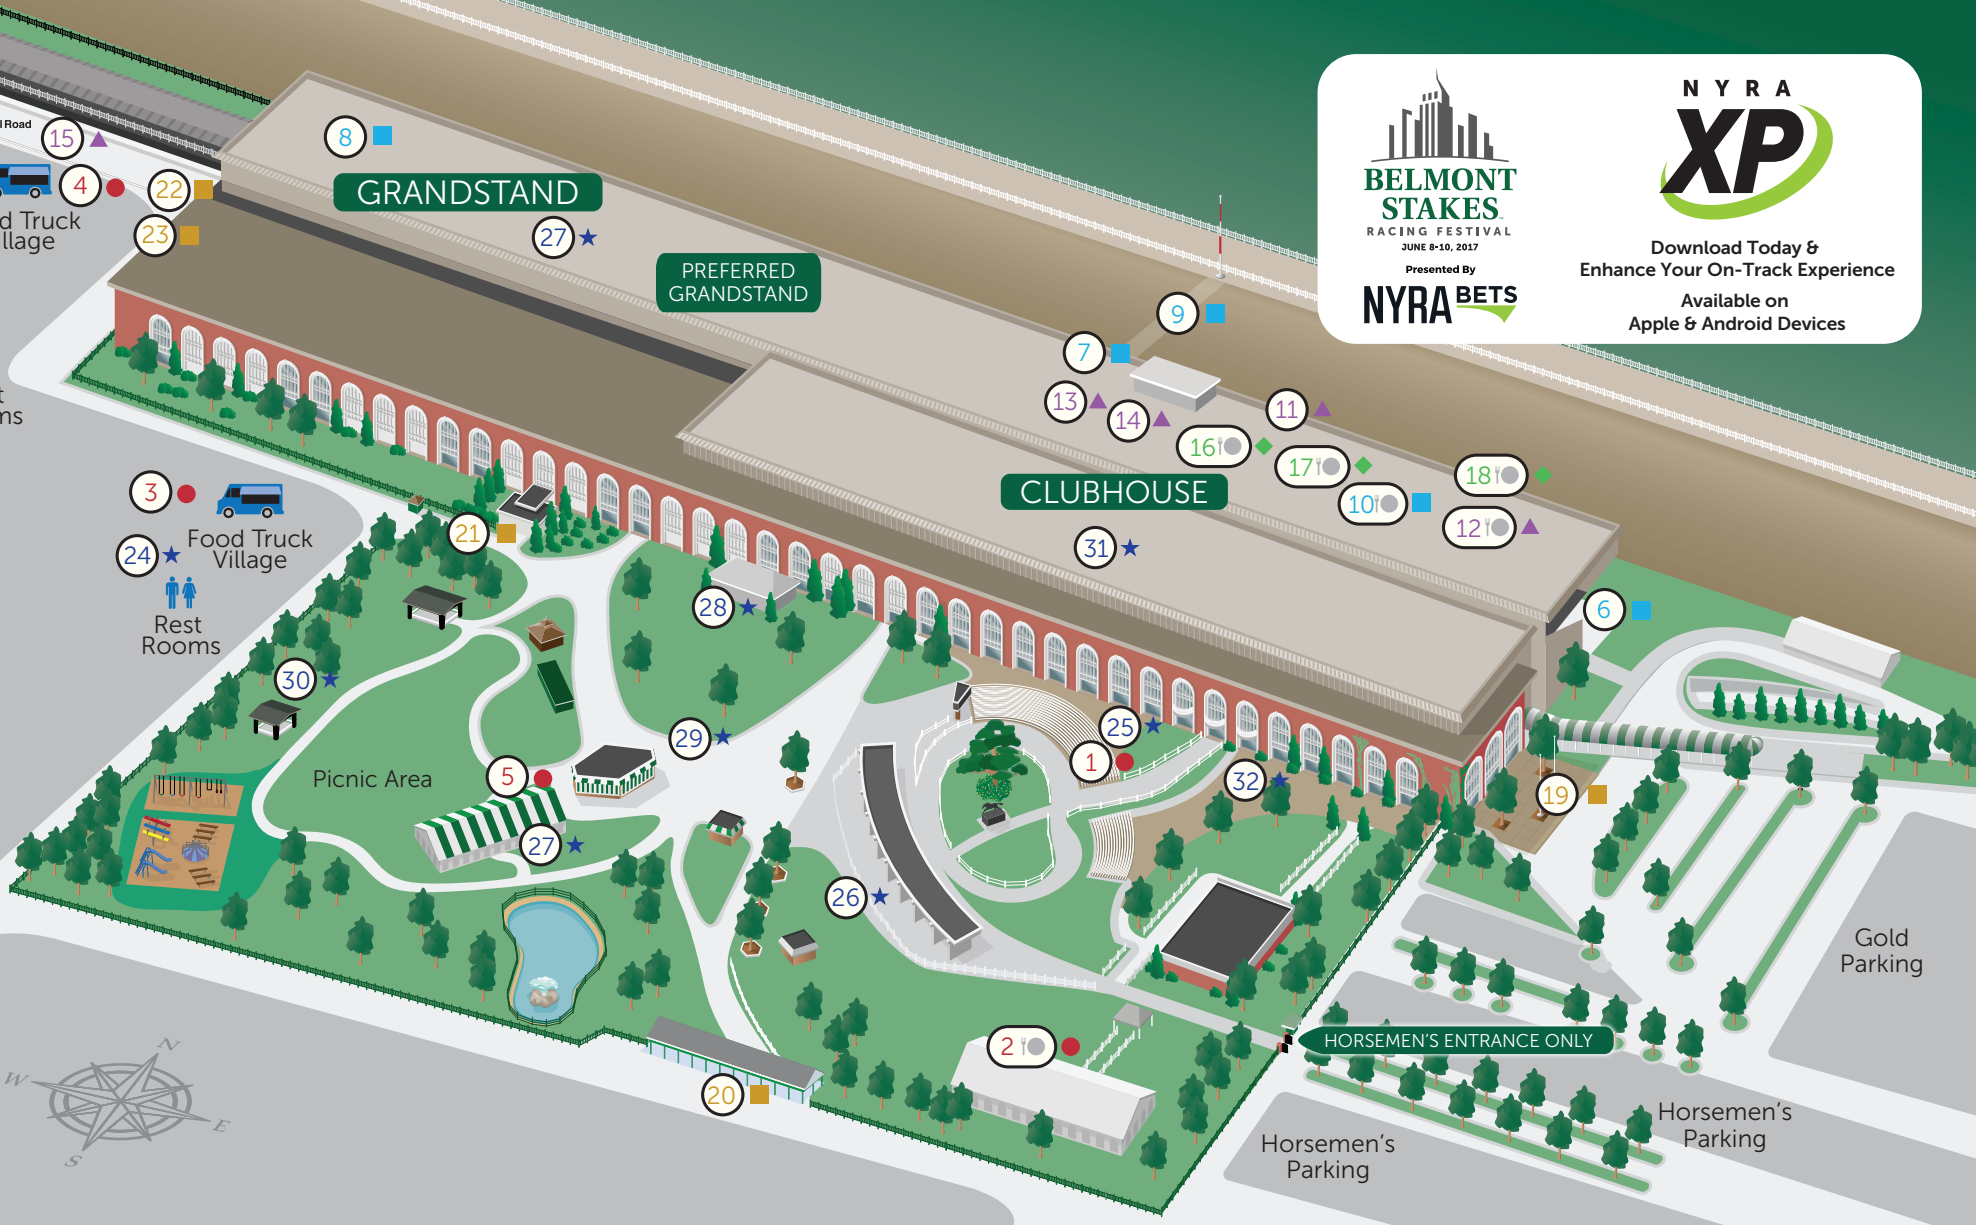 NYRA
XP
BELMONT
STAKES
RACING FESTIVAL
JUNE 8-10, 2017
Presented By
NYRA BETS
Download Today &
Enhance Your On-Track Experience
Available on
Apple & Android Devices
l Road
15
4
22
d Truck
llage
23
8
GRANDSTAND
27
PREFERRED
GRANDSTAND
9
7
13
14
11
16
17
18
10
12
CLUBHOUSE
31
6
t
ms
3
Food Truck
Village
24
Rest
Rooms
21
28
30
29
25
1
32
19
Picnic Area
5
27
26
Gold
Parking
2
HORSEMEN'S ENTRANCE ONLY
20
Horsemen's
Parking
Horsemen's
Parking
N
W
E
S